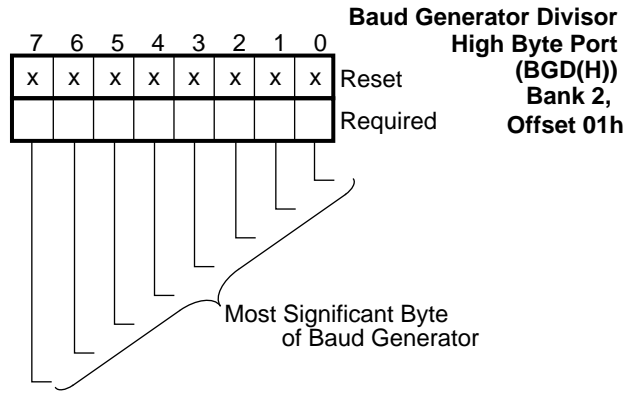 Baud Generator Divisor
High Byte Port
(BGD(H))
Bank 2,
Offset 01h
7 6 5 4 3 2 1 0
x x x x x x x x Reset
Required
Most Significant Byte
of Baud Generator